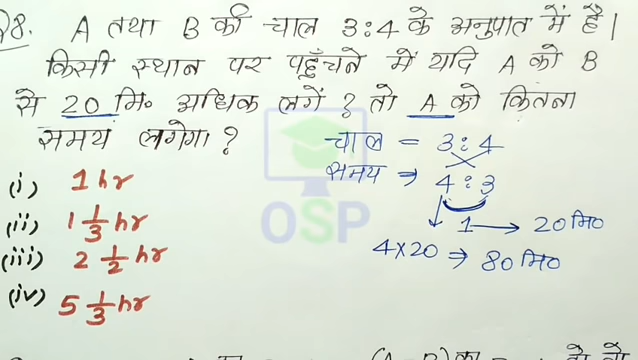 8. A तथा B की चाल 3:4 के अनुपात में है|
किसी स्थान पर पहुँचने में यदि A को B
से 20 मि० अधिक लगें ? तो A को कितना
समय लगेगा ?
चाल = 3:4
समय ⇒ 4:3
1 → 20 मि०
4×20 ⇒ 80 मि०
(i) 1 hr
(ii) 1 1/3 hr
(iii) 2 1/2 hr
(iv) 5 1/3 hr
OSP